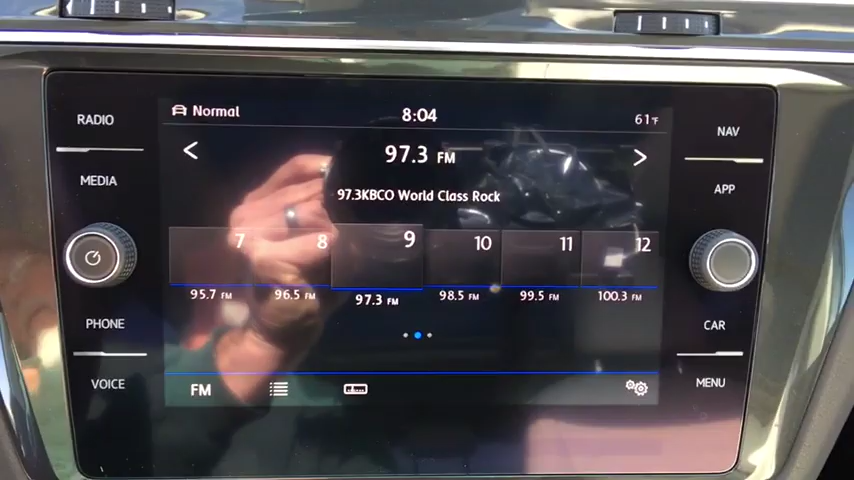 RADIO
MEDIA
PHONE
VOICE
Normal
8:04
61°F
97.3 FM
97.3KBCO World Class Rock
7 8 9 10 11 12
95.7 FM 96.5 FM 97.3 FM 98.5 FM 99.5 FM 100.3 FM
FM
NAV
APP
CAR
MENU